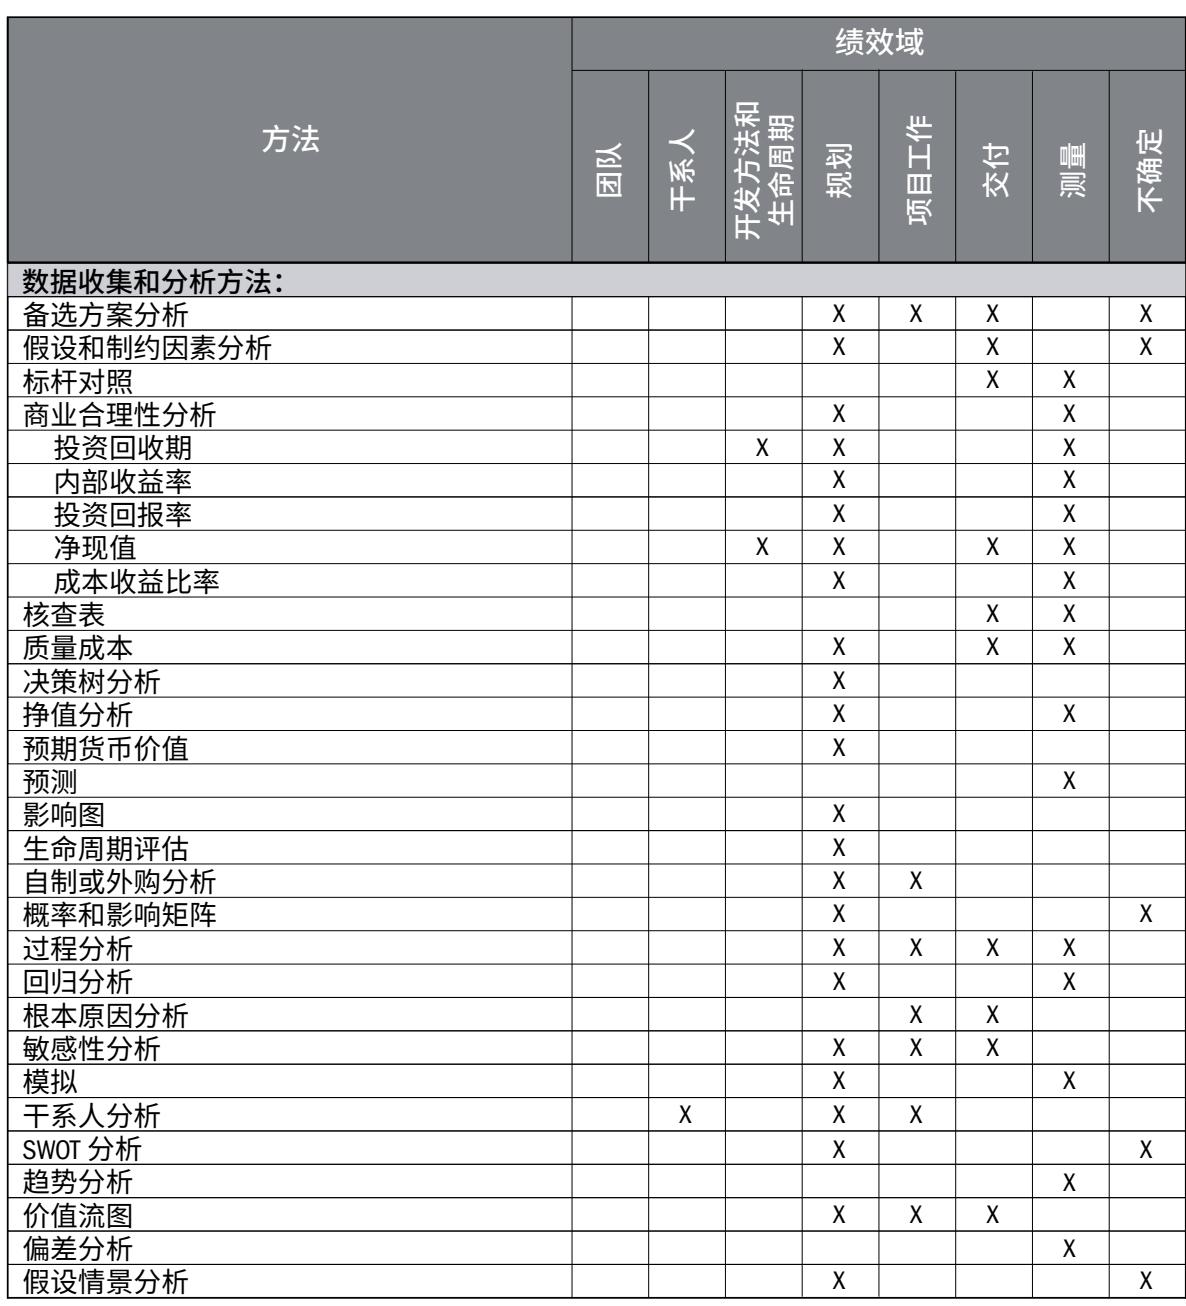 绩效域
方法
团队
干系人
开发方法和
生命周期
规划
项目工作
交付
测量
不确定
数据收集和分析方法：
备选方案分析 X X X X
假设和制约因素分析 X X X
标杆对照 X X
商业合理性分析 X X
投资回收期 X X X
内部收益率 X X
投资回报率 X X
净现值 X X X X
成本收益比率 X X
核查表 X X
质量成本 X X X
决策树分析 X
挣值分析 X X
预期货币价值 X
预测 X
影响图 X
生命周期评估 X
自制或外购分析 X X
概率和影响矩阵 X X
过程分析 X X X X
回归分析 X X
根本原因分析 X X
敏感性分析 X X X
模拟 X X
干系人分析 X X X
SWOT 分析 X X
趋势分析 X
价值流图 X X X
偏差分析 X
假设情景分析 X X